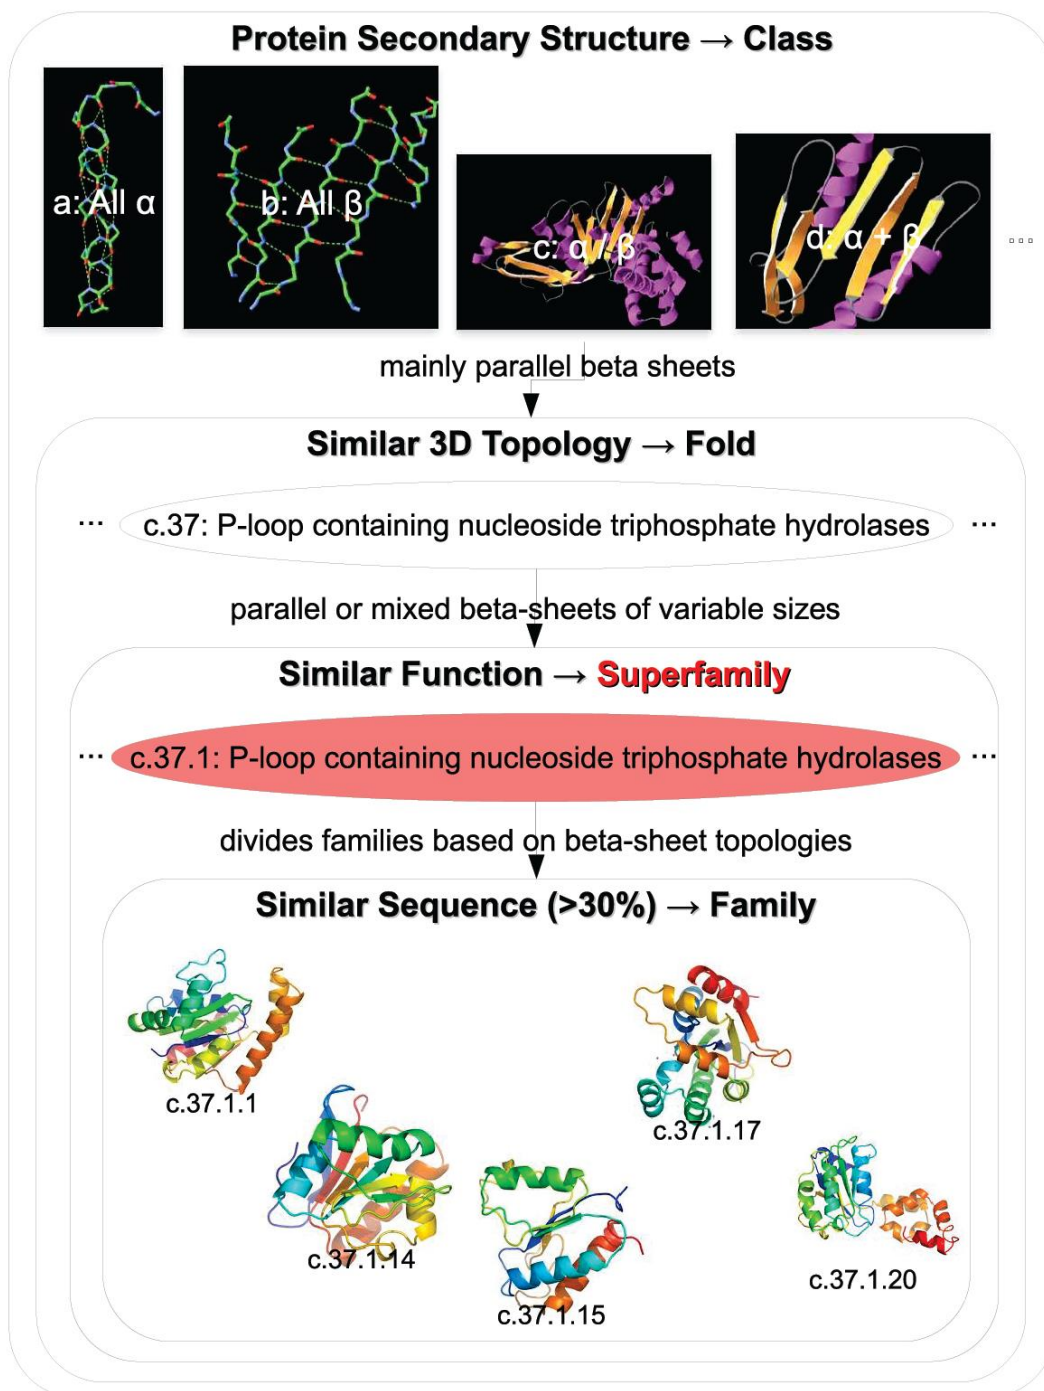 Protein Secondary Structure → Class
a: All α
b: All β
c: α / β
d: α + β
...
mainly parallel beta sheets
Similar 3D Topology → Fold
... c.37: P-loop containing nucleoside triphosphate hydrolases ...
parallel or mixed beta-sheets of variable sizes
Similar Function → Superfamily
... c.37.1: P-loop containing nucleoside triphosphate hydrolases ...
divides families based on beta-sheet topologies
Similar Sequence (>30%) → Family
c.37.1.1
c.37.1.17
c.37.1.14
c.37.1.20
c.37.1.15